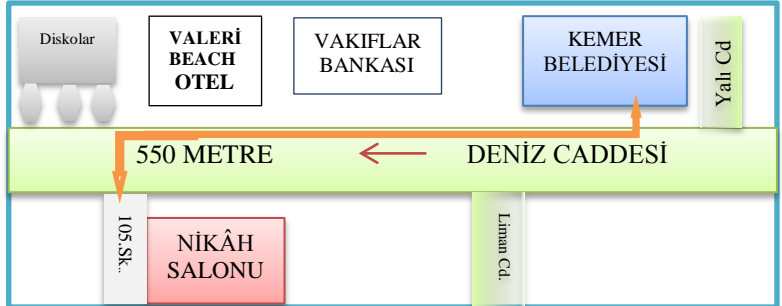 Diskolar
VALERİ
BEACH
OTEL
VAKIFLAR
BANKASI
KEMER
BELEDİYESİ
Yalı Cd
550 METRE
DENİZ CADDESİ
105.Sk..
NİKÂH
SALONU
Liman Cd.